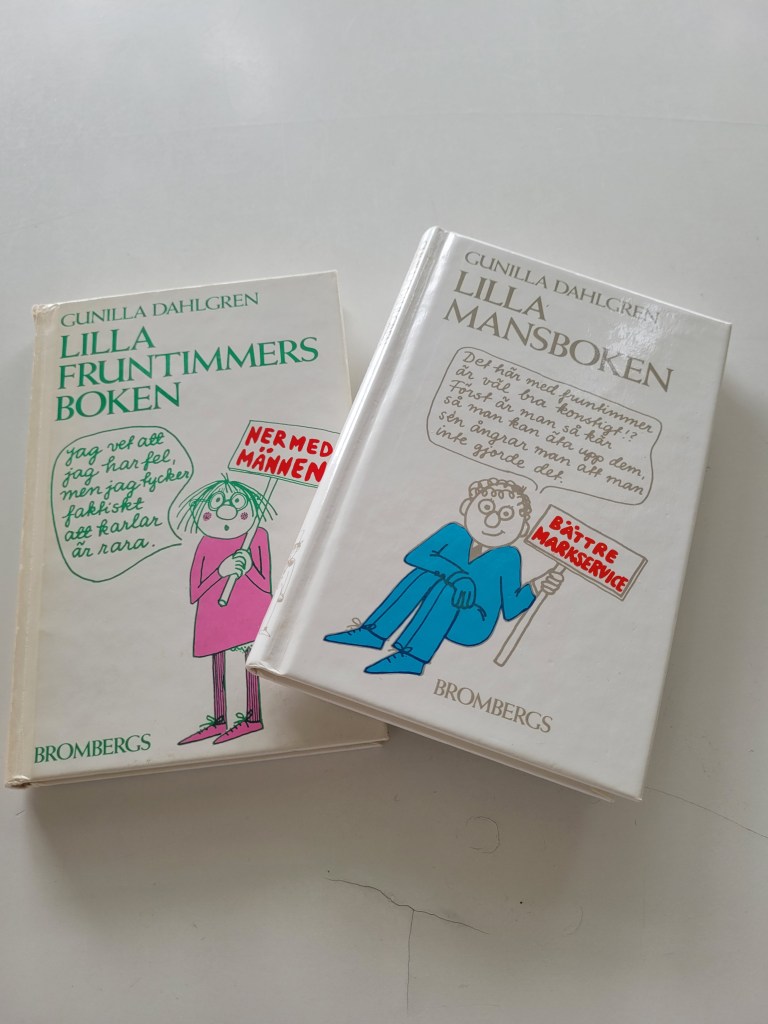 GUNILLA DAHLGREN
LILLA
FRUNTIMMERS
BOKEN
jag vet att
jag har fel,
men jag tycker
faktiskt
att karlar
är rara.
NER MED
MÄNNEN
BROMBERGS
GUNILLA DAHLGREN
LILLA
MANSBOKEN
Det här med fruntimmer
är väl bra konstigt!?
Först är man så kär
så man kan äta upp dem,
sen ångrar man att man
inte gjorde det.
BÄTTRE
MARKSERVICE
BROMBERGS